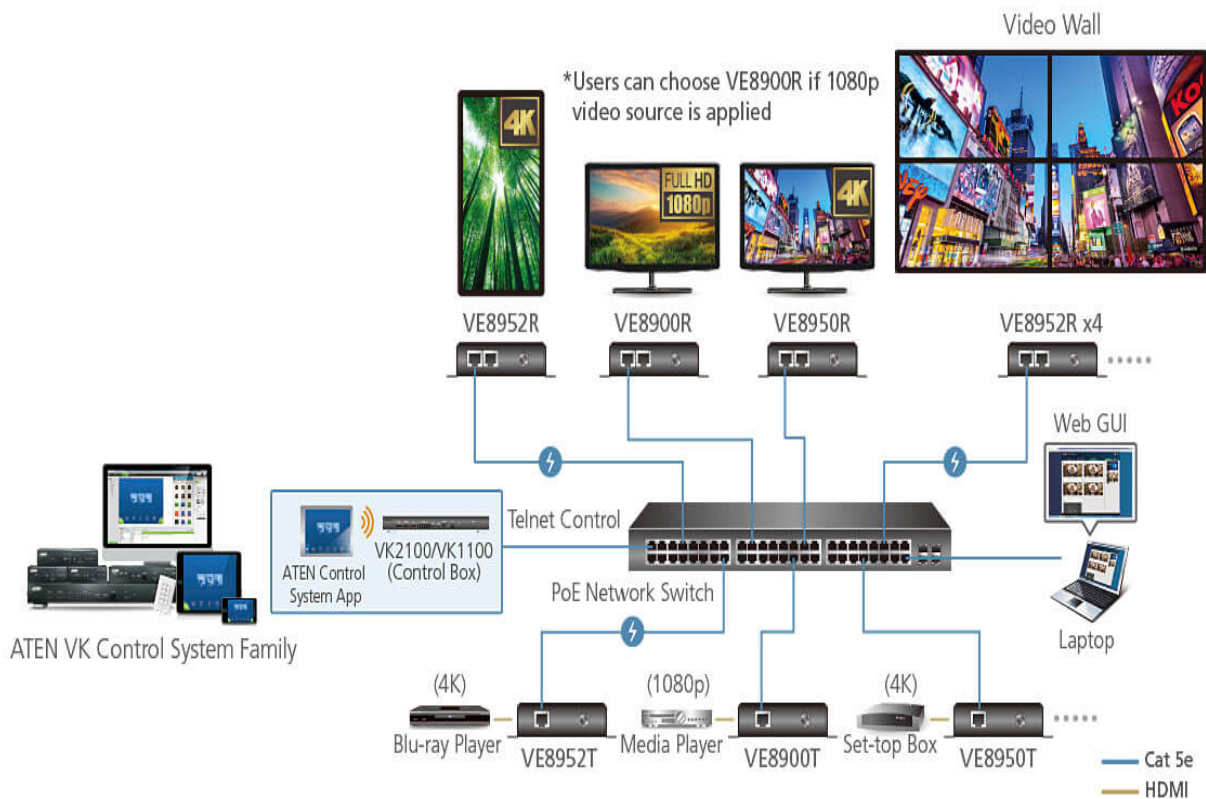 Video Wall
*Users can choose VE8900R if 1080p
video source is applied
4K
FULL HD
1080p
4K
VE8952R
VE8900R
VE8950R
VE8952R x4
Web GUI
Telnet Control
ATEN Control
System App
VK2100/VK1100
(Control Box)
PoE Network Switch
Laptop
ATEN VK Control System Family
(4K)
Blu-ray Player
VE8952T
(1080p)
Media Player
VE8900T
(4K)
Set-top Box
VE8950T
Cat 5e
HDMI